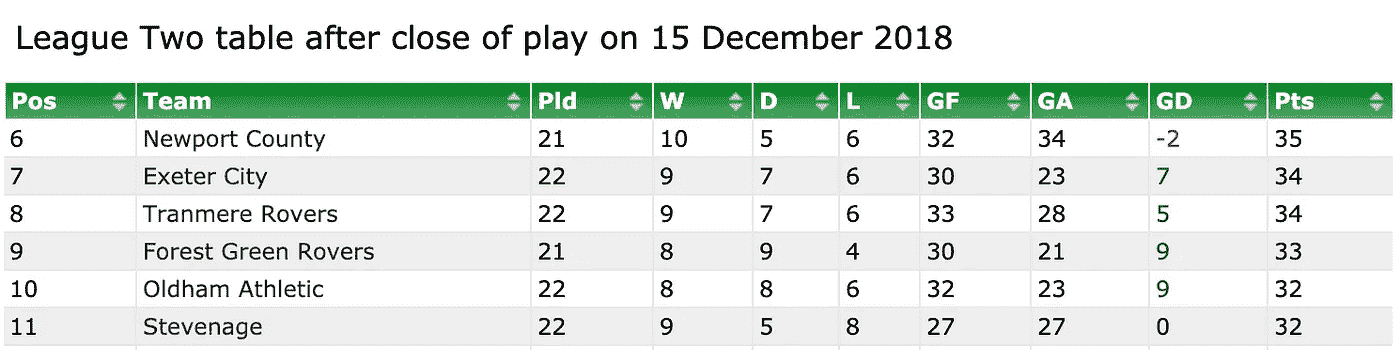 League Two table after close of play on 15 December 2018
Pos Team Pld W D L GF GA GD Pts
6 Newport County 21 10 5 6 32 34 -2 35
7 Exeter City 22 9 7 6 30 23 7 34
8 Tranmere Rovers 22 9 7 6 33 28 5 34
9 Forest Green Rovers 21 8 9 4 30 21 9 33
10 Oldham Athletic 22 8 8 6 32 23 9 32
11 Stevenage 22 9 5 8 27 27 0 32